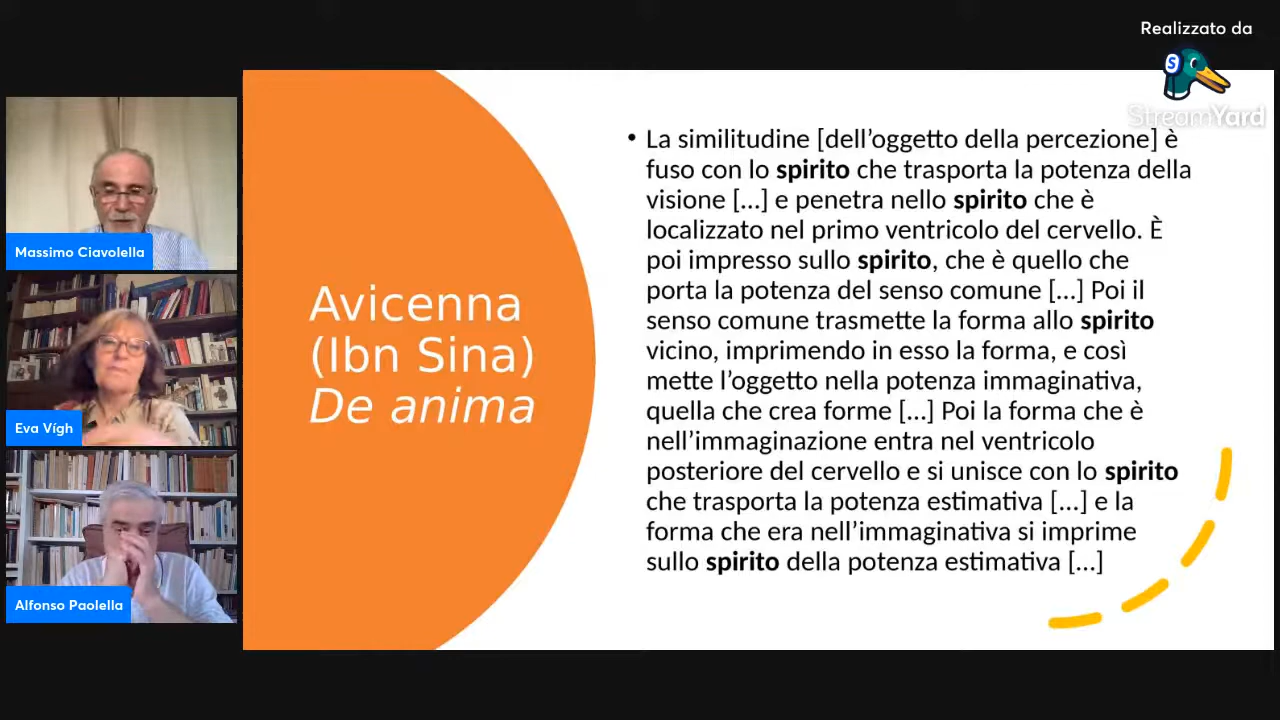 Realizzato da
StreamYard
Massimo Ciavolella
Eva Vígh
Alfonso Paolella
Avicenna
(Ibn Sina)
De anima
• La similitudine [dell’oggetto della percezione] è
fuso con lo spirito che trasporta la potenza della
visione [...] e penetra nello spirito che è
localizzato nel primo ventricolo del cervello. È
poi impresso sullo spirito, che è quello che
porta la potenza del senso comune [...] Poi il
senso comune trasmette la forma allo spirito
vicino, imprimendo in esso la forma, e così
mette l’oggetto nella potenza immaginativa,
quella che crea forme [...] Poi la forma che è
nell’immaginazione entra nel ventricolo
posteriore del cervello e si unisce con lo spirito
che trasporta la potenza estimativa [...] e la
forma che era nell’immaginativa si imprime
sullo spirito della potenza estimativa [...]